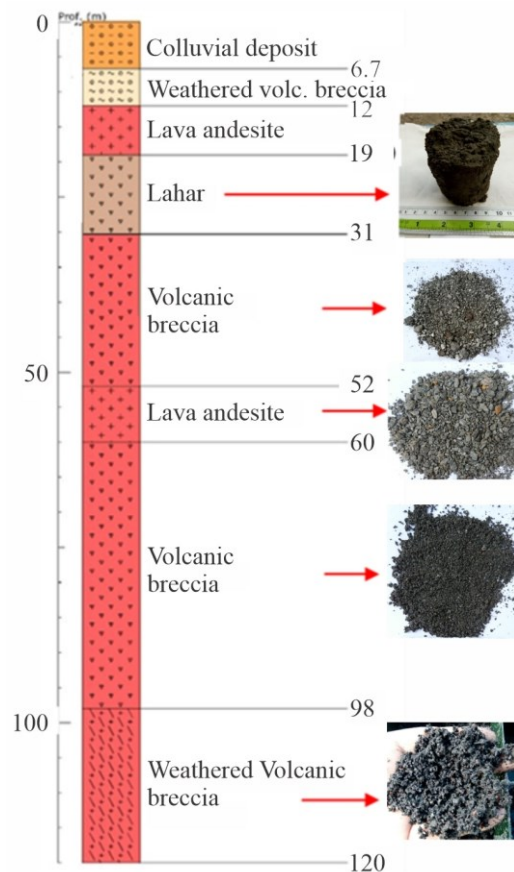 Prof. (m)
0
Colluvial deposit
6.7
Weathered volc. breccia
12
Lava andesite
19
Lahar
31
Volcanic
breccia
50
52
Lava andesite
60
Volcanic
breccia
98
100
Weathered Volcanic
breccia
120